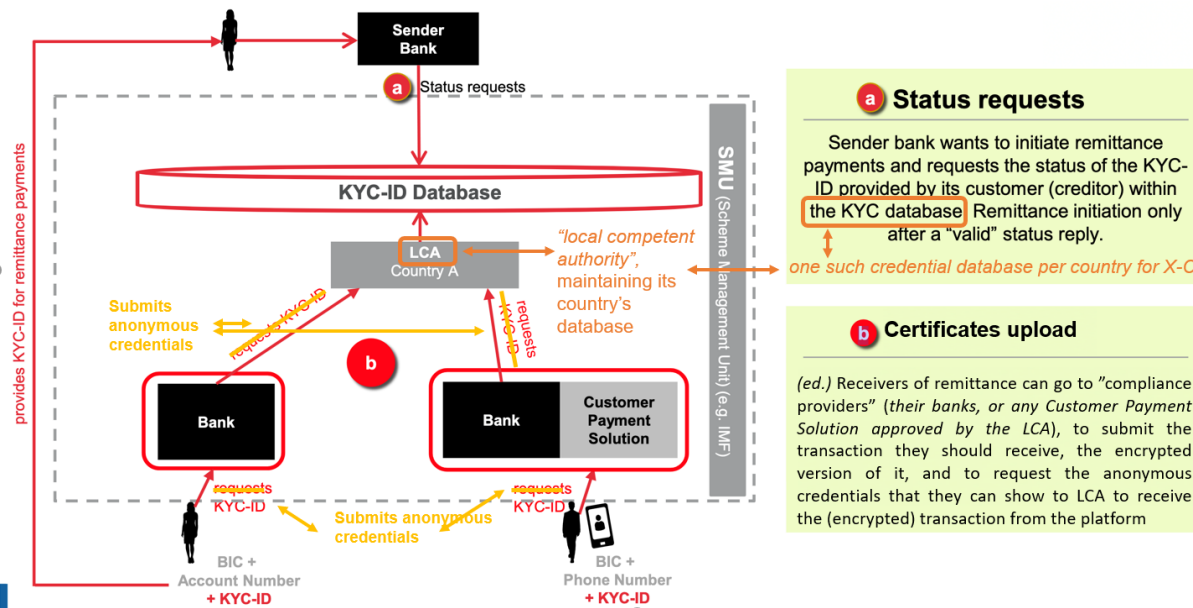 Sender
Bank
a
Status requests
provides KYC-ID for remittance payments
KYC-ID Database
SMU (Scheme Management Unit) (e.g. IMF)
LCA
Country A
"local competent
authority",
maintaining its
country's
database
Submits
anonymous
credentials
requests KYC-ID
requests
KYC-ID
b
Bank
Bank
Customer
Payment
Solution
requests
KYC-ID
requests
KYC-ID
Submits anonymous
credentials
BIC +
Account Number
+ KYC-ID
BIC +
Phone Number
+ KYC-ID
a Status requests
Sender bank wants to initiate remittance
payments and requests the status of the KYC-
ID provided by its customer (creditor) within
the KYC database Remittance initiation only
after a “valid” status reply.
one such credential database per country for X-C
b Certificates upload
(ed.) Receivers of remittance can go to ”compliance
providers” (their banks, or any Customer Payment
Solution approved by the LCA), to submit the
transaction they should receive, the encrypted
version of it, and to request the anonymous
credentials that they can show to LCA to receive
the (encrypted) transaction from the platform